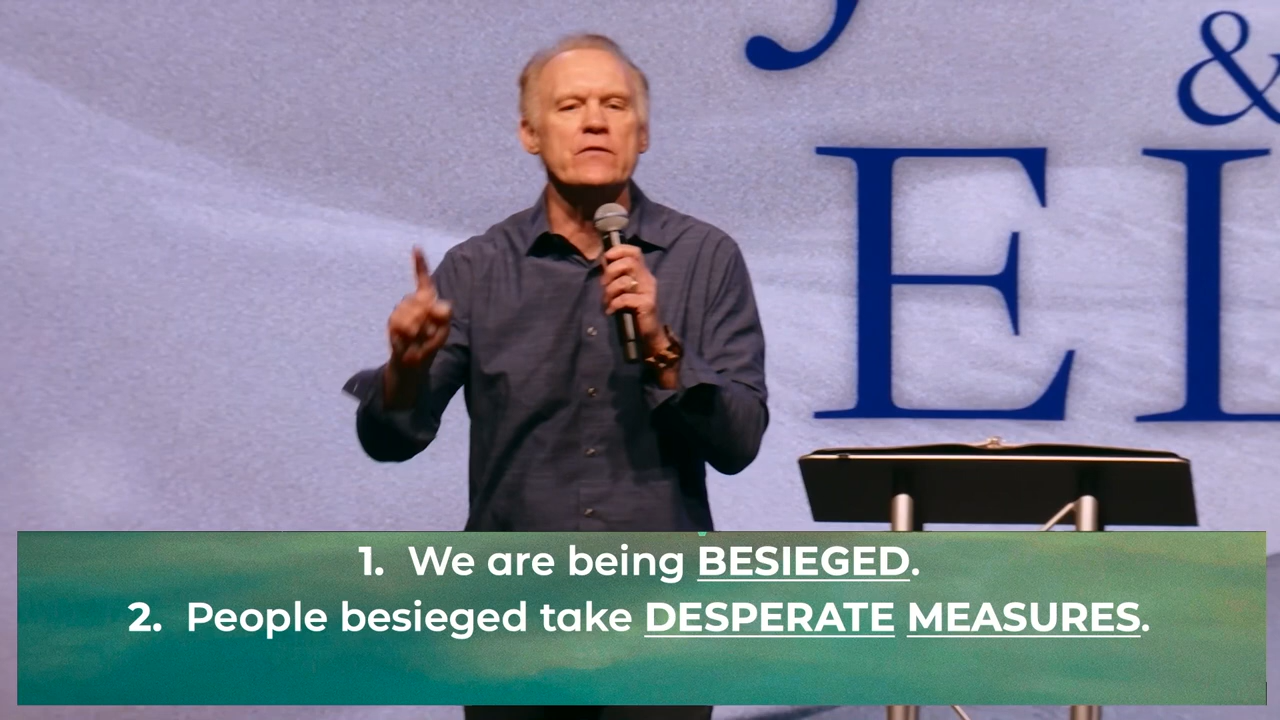 &
1. We are being BESIEGED.
2. People besieged take DESPERATE MEASURES.